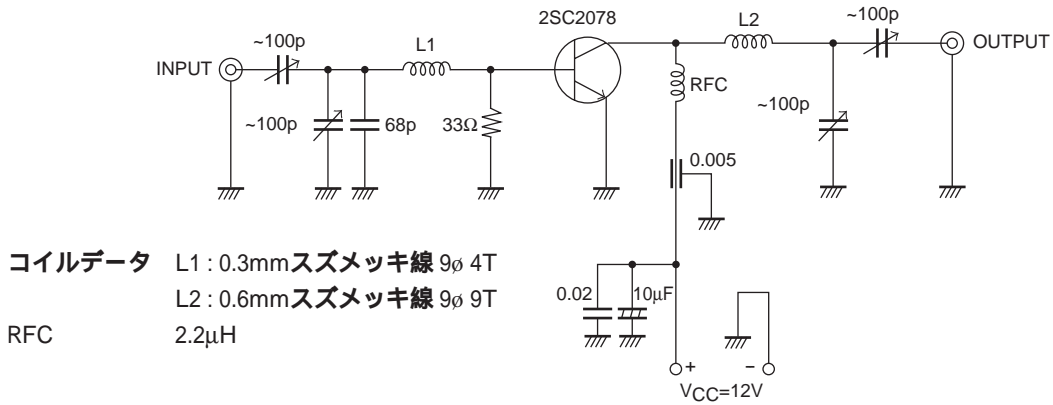 2SC2078
L2
~100p
~100p
L1
INPUT
OUTPUT
RFC
~100p
~100p
68p
33Ω
0.005
コイルデータ L1 : 0.3mmスズメッキ線 9ø 4T
L2 : 0.6mmスズメッキ線 9ø 9T
0.02
10μF
RFC 2.2μH
+
−
VCC=12V